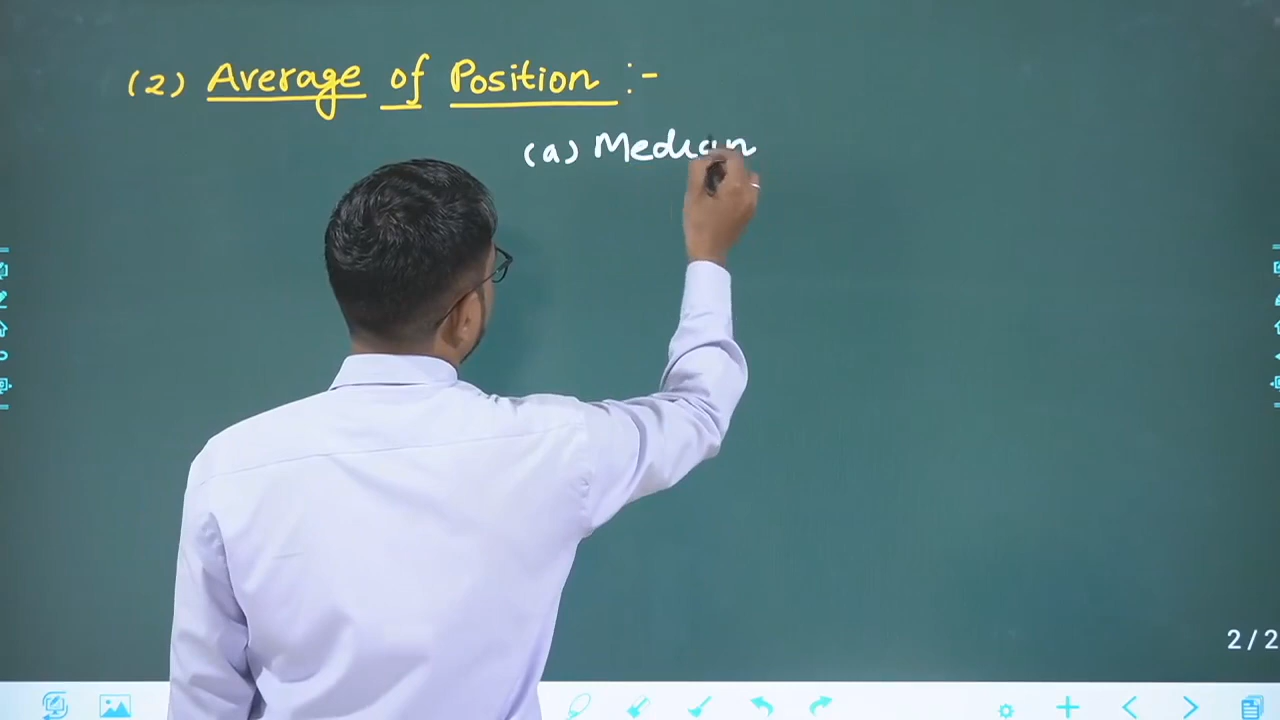 (2) Average of Position :-
(a) Median
2/2